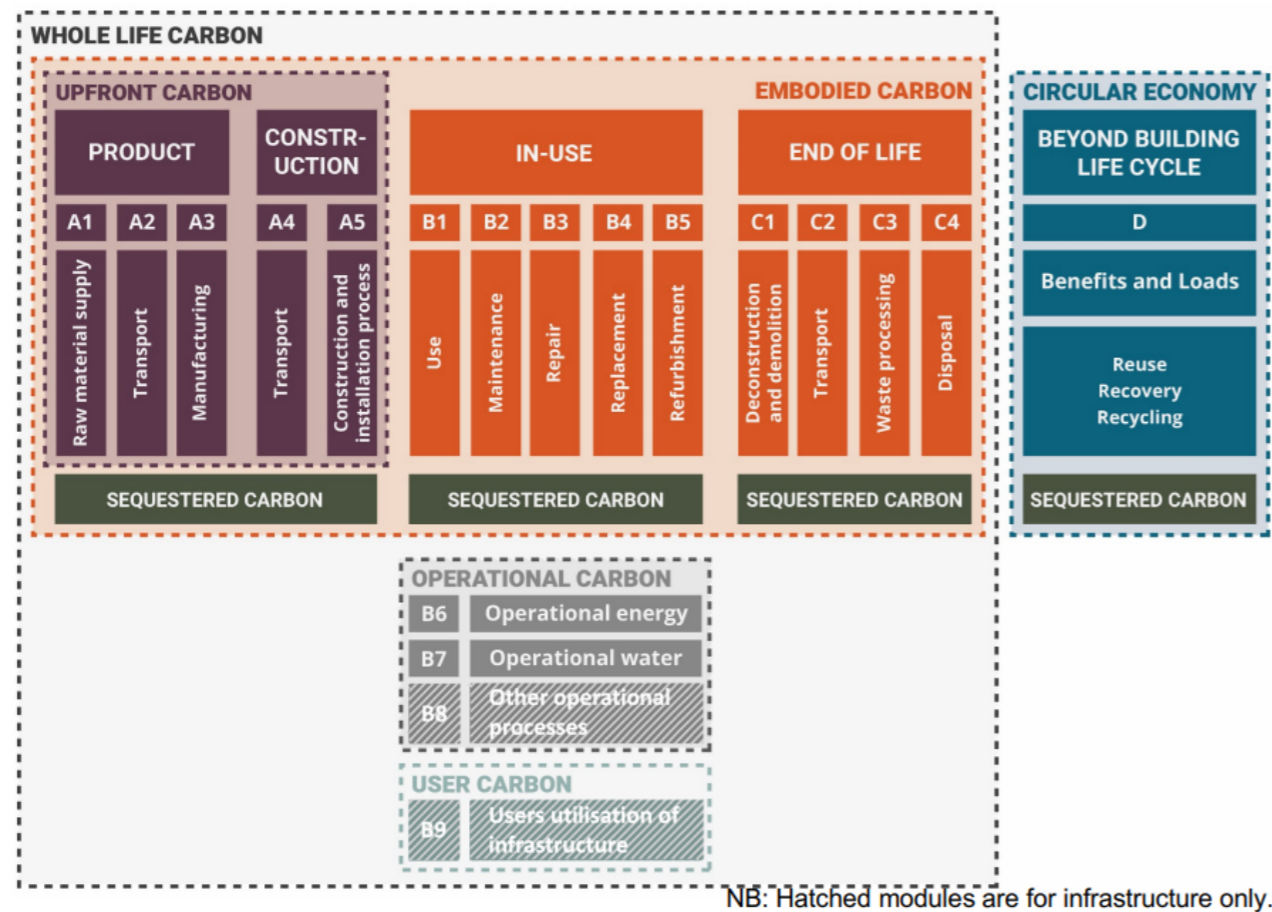 WHOLE LIFE CARBON
UPFRONT CARBON
EMBODIED CARBON
CIRCULAR ECONOMY
PRODUCT
CONSTR-
UCTION
IN-USE
END OF LIFE
BEYOND BUILDING
LIFE CYCLE
A1
A2
A3
A4
A5
B1
B2
B3
B4
B5
C1
C2
C3
C4
D
Raw material supply
Transport
Manufacturing
Transport
Construction and
installation process
Use
Maintenance
Repair
Replacement
Refurbishment
Deconstruction
and demolition
Transport
Waste processing
Disposal
Benefits and Loads
Reuse
Recovery
Recycling
SEQUESTERED CARBON
SEQUESTERED CARBON
SEQUESTERED CARBON
SEQUESTERED CARBON
OPERATIONAL CARBON
B6
Operational energy
B7
Operational water
B8
Other operational
processes
USER CARBON
B9
Users utilisation of
infrastructure
NB: Hatched modules are for infrastructure only.